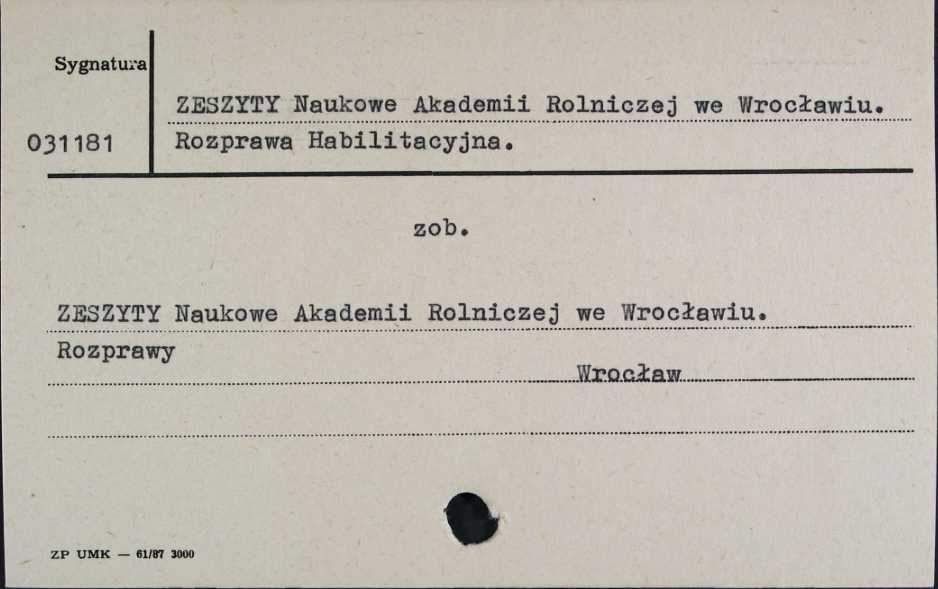 Sygnatura
ZESZYTY Naukowe Akademii Rolniczej we Wrocławiu.
031181
Rozprawa Habilitacyjna.
zob.
ZESZYTY Naukowe Akademii Rolniczej we Wrocławiu.
Rozprawy
Wrocław
ZP UMK — 61/87 3000